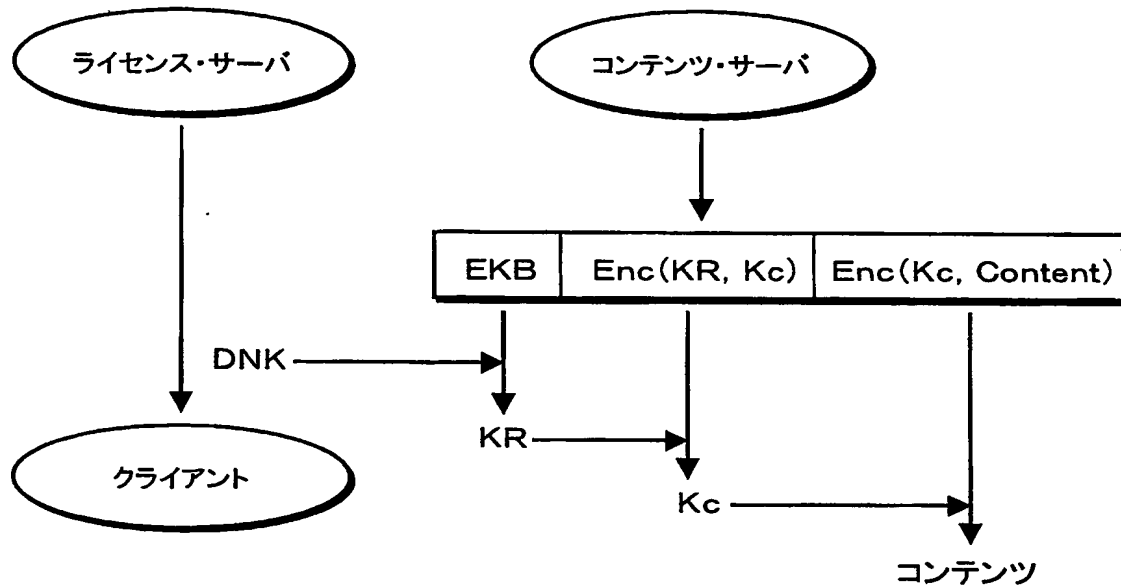 ライセンス・サーバ
コンテンツ・サーバ
EKB
Enc(KR, Kc)
Enc(Kc, Content)
DNK
KR
クライアント
Kc
コンテンツ